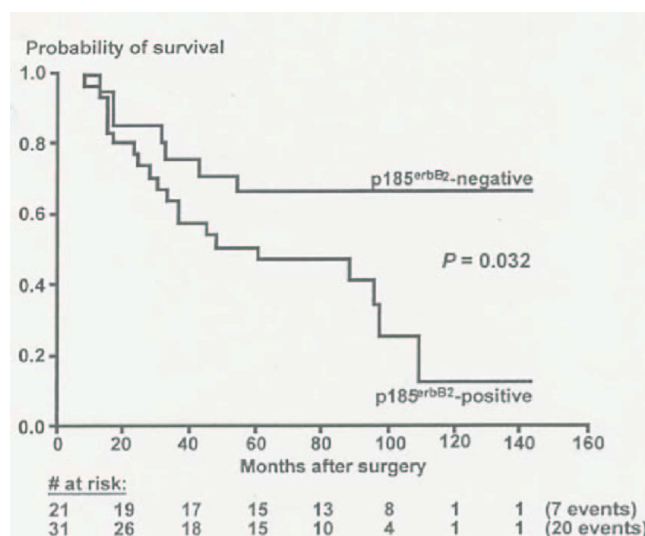 Probability of survival
1.0
0.8
0.6
0.4
0.2
0.0
p185erbB2-negative
P = 0.032
p185erbB2-positive
0 20 40 60 80 100 120 140 160
Months after surgery
# at risk:
21 19 17 15 13 8 1 1 (7 events)
31 26 18 15 10 4 1 1 (20 events)